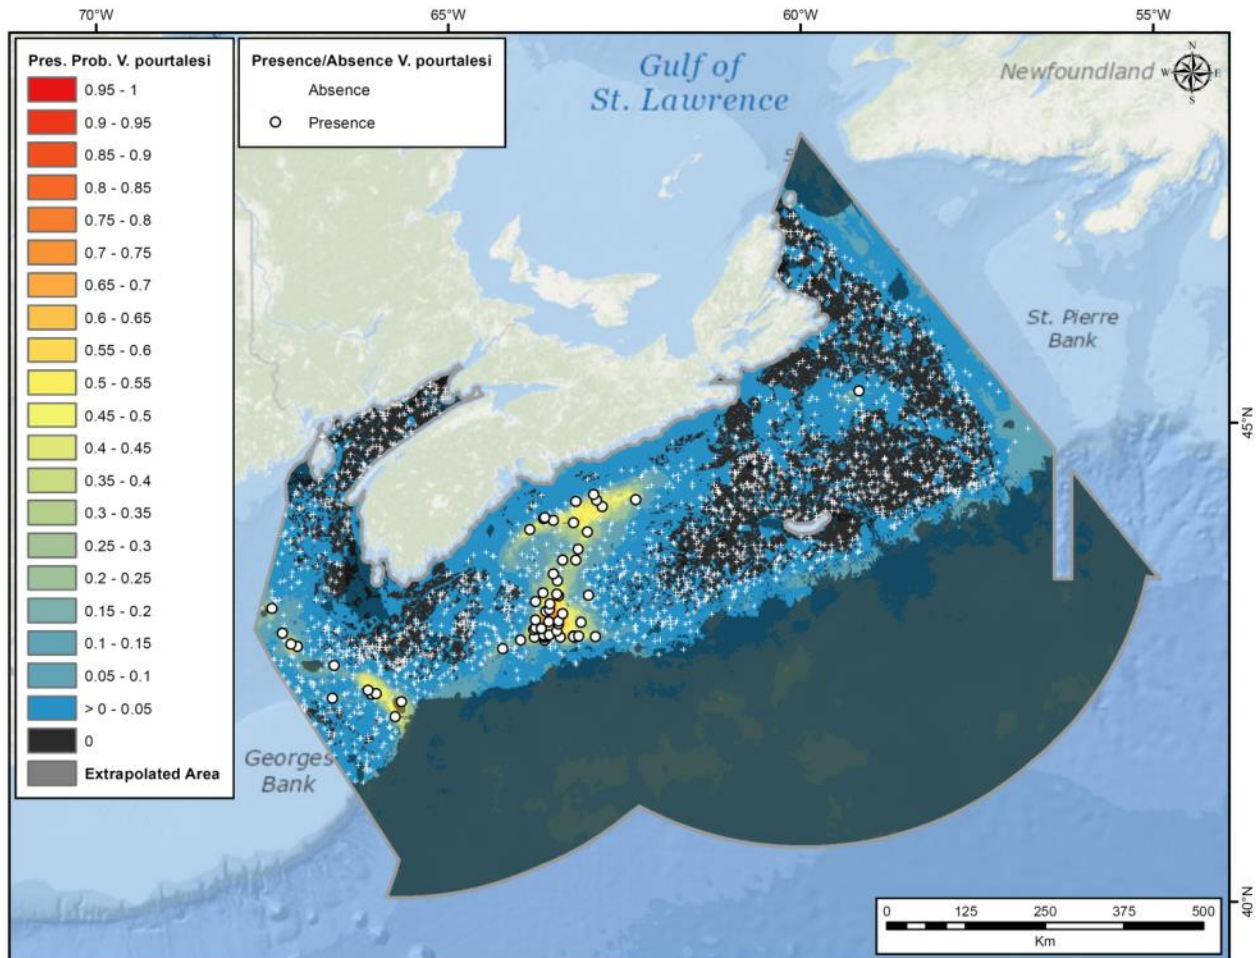 70°W 65°W 60°W 55°W
Pres. Prob. V. pourtalesi
0.95 - 1
0.9 - 0.95
0.85 - 0.9
0.8 - 0.85
0.75 - 0.8
0.7 - 0.75
0.65 - 0.7
0.6 - 0.65
0.55 - 0.6
0.5 - 0.55
0.45 - 0.5
0.4 - 0.45
0.35 - 0.4
0.3 - 0.35
0.25 - 0.3
0.2 - 0.25
0.15 - 0.2
0.1 - 0.15
0.05 - 0.1
> 0 - 0.05
0
Extrapolated Area
Presence/Absence V. pourtalesi
Absence
Presence
Gulf of
St. Lawrence
Newfoundland
N
W E
S
St. Pierre
Bank
45°N
Georges
Bank
40°N
0 125 250 375 500
Km